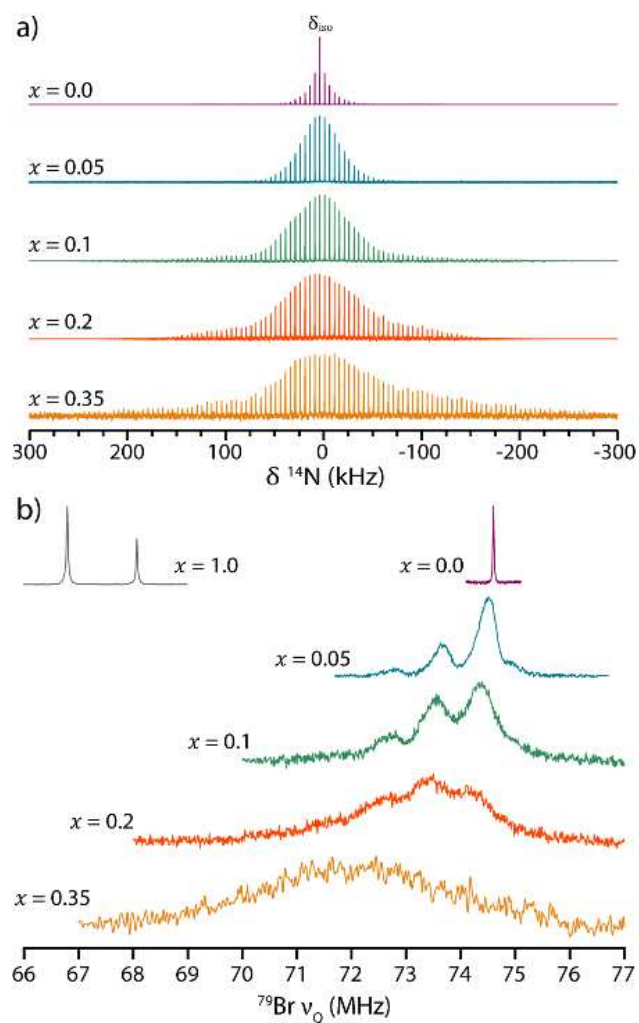 a)
δiso
x = 0.0
x = 0.05
x = 0.1
x = 0.2
x = 0.35
300 200 100 0 -100 -200 -300
δ ¹⁴N (kHz)
b)
x = 1.0 x = 0.0
x = 0.05
x = 0.1
x = 0.2
x = 0.35
66 67 68 69 70 71 72 73 74 75 76 77
⁷⁹Br νQ (MHz)